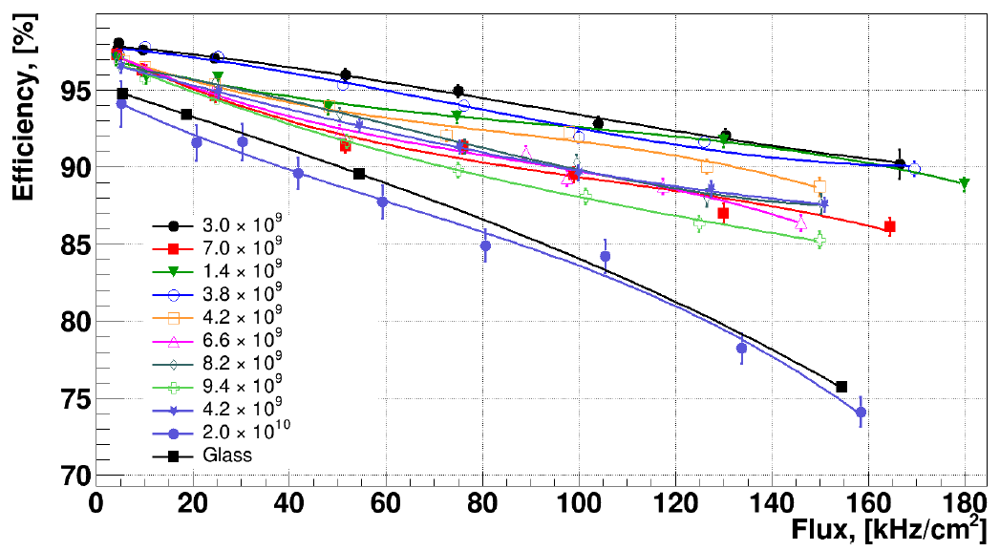 Efficiency, [%]
95
90
85
80
75
70
3.0 × 10⁹
7.0 × 10⁹
1.4 × 10⁹
3.8 × 10⁹
4.2 × 10⁹
6.6 × 10⁹
8.2 × 10⁹
9.4 × 10⁹
4.2 × 10⁹
2.0 × 10¹⁰
Glass
0 20 40 60 80 100 120 140 160 180
Flux, [kHz/cm²]